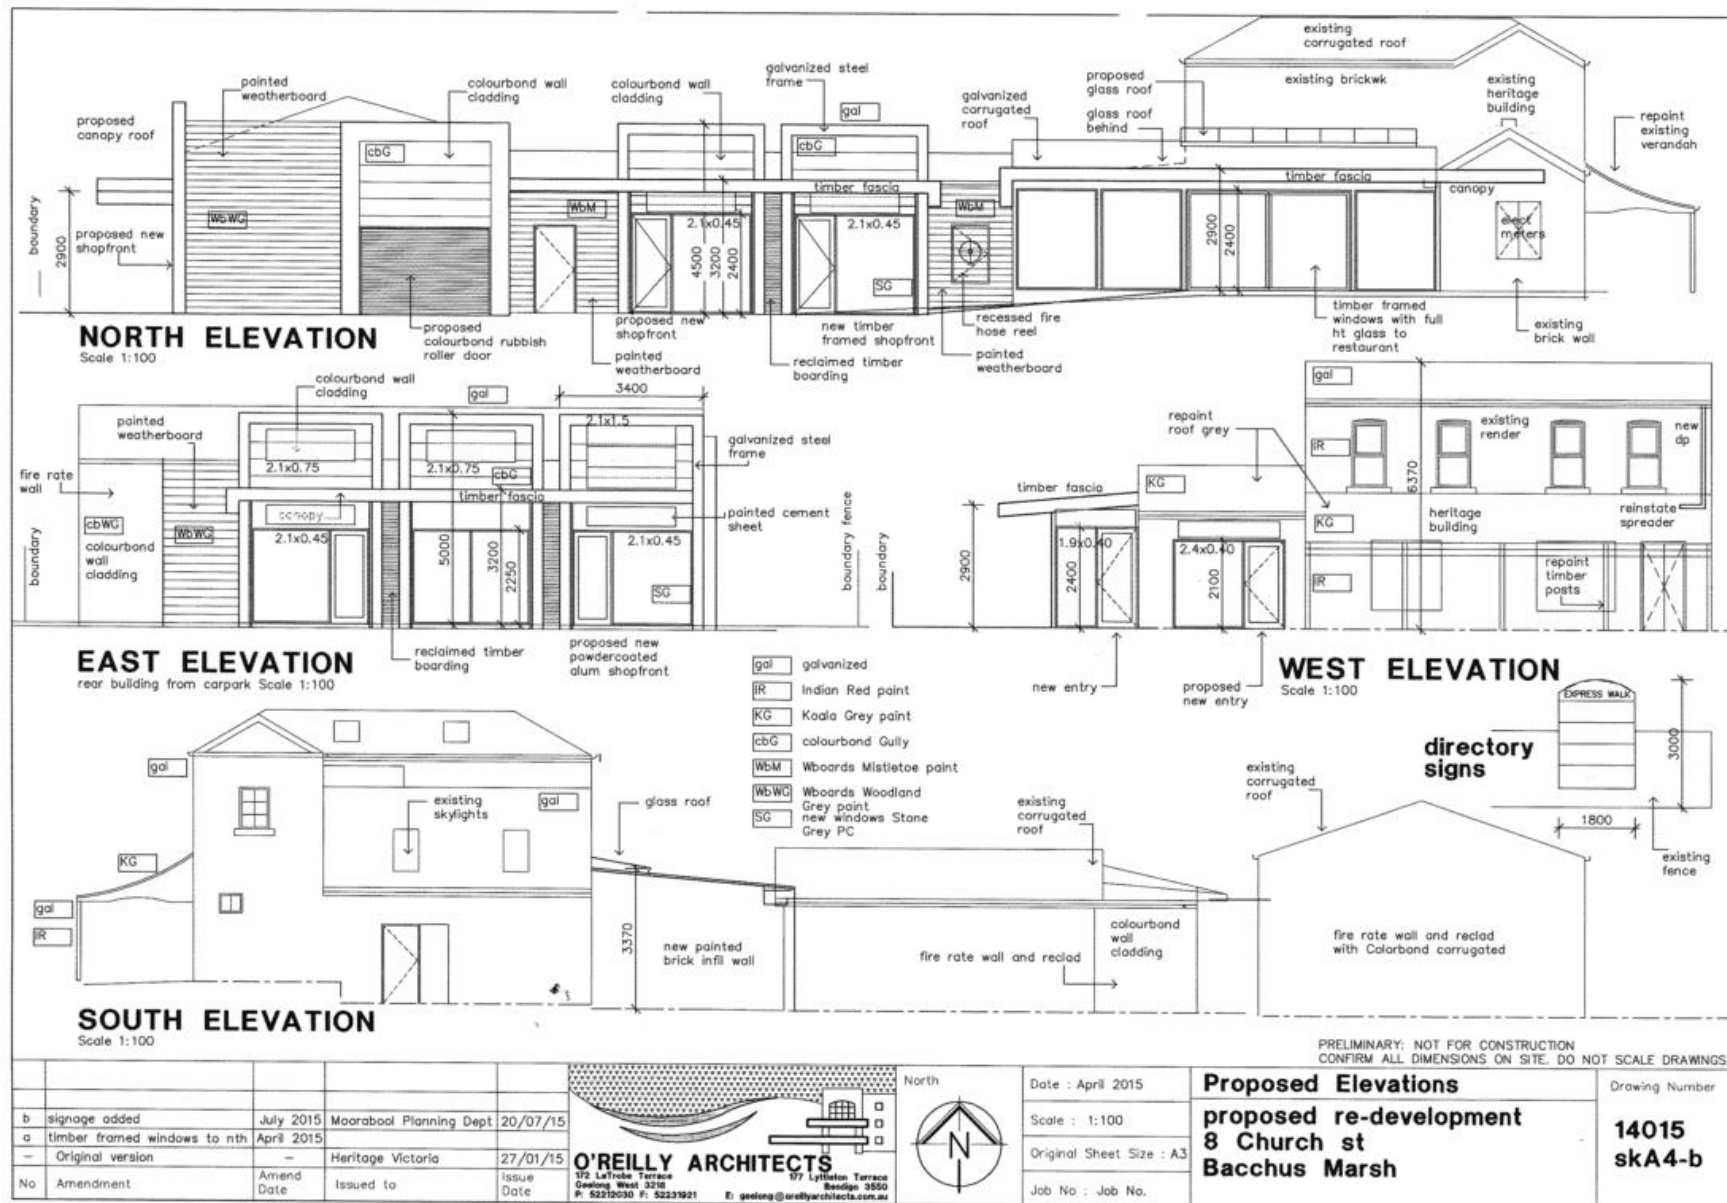 existing
corrugated roof
existing brickwk
existing
heritage
building
repaint
existing
verandah
proposed
glass roof
glass roof
behind
galvanized
corrugated
roof
galvanized steel
frame
gal
colourbond wall
cladding
colourbond wall
cladding
painted
weatherboard
proposed
canopy roof
cbG
cbG
timber fascia
timber fascia
canopy
WbWG
WbM
WbM
2.1x0.45
2.1x0.45
elect
meters
boundary
2900
proposed new
shopfront
4500
3200
2400
2900
2400
SG
NORTH ELEVATION
Scale 1:100
proposed
colourbond rubbish
roller door
proposed new
shopfront
painted
weatherboard
new timber
framed shopfront
reclaimed timber
boarding
recessed fire
hose reel
painted
weatherboard
timber framed
windows with full
ht glass to
restaurant
existing
brick wall
colourbond wall
cladding
gal
3400
painted
weatherboard
2.1x1.5
galvanized steel
frame
2.1x0.75
2.1x0.75
cbG
fire rate
wall
timber fascia
canopy
painted cement
sheet
cbWG
colourbond
wall
cladding
WbWG
2.1x0.45
2.1x0.45
5000
3200
2250
SG
boundary
boundary fence
EAST ELEVATION
rear building from carpark Scale 1:100
reclaimed timber
boarding
proposed new
powdercoated
alum shopfront
gal
repaint
roof grey
existing
render
new
dp
IR
6370
timber fascia
KG
KG
heritage
building
reinstate
spreader
boundary
2900
1.9x0.40
2400
2.4x0.40
2100
IR
repaint
timber
posts
new entry
proposed
new entry
WEST ELEVATION
Scale 1:100
gal galvanized
IR Indian Red paint
KG Koala Grey paint
cbG colourbond Gully
WbM Wboards Mistletoe paint
WbWG Wboards Woodland
Grey paint
SG new windows Stone
Grey PC
EXPRESS WALK
directory
signs
3000
1800
existing
fence
gal
existing
skylights
gal
glass roof
existing
corrugated
roof
existing
corrugated
roof
KG
gal
IR
3370
new painted
brick infil wall
fire rate wall and reclad
colourbond
wall
cladding
fire rate wall and reclad
with Colorbond corrugated
SOUTH ELEVATION
Scale 1:100
PRELIMINARY: NOT FOR CONSTRUCTION
CONFIRM ALL DIMENSIONS ON SITE. DO NOT SCALE DRAWINGS
b signage added July 2015 Moorabool Planning Dept 20/07/15
a timber framed windows to nth April 2015
– Original version – Heritage Victoria 27/01/15
No Amendment Amend Date Issued to Issue Date
O'REILLY ARCHITECTS
172 LaTrobe Terrace
Geelong West 3218
P: 52212030 F: 52231921
177 Lyttleton Terrace
Bendigo 3550
E: geelong@oreillyarchitects.com.au
North
N
Date : April 2015
Scale : 1:100
Original Sheet Size : A3
Job No : Job No.
Proposed Elevations
proposed re-development
8 Church st
Bacchus Marsh
Drawing Number
14015
skA4-b